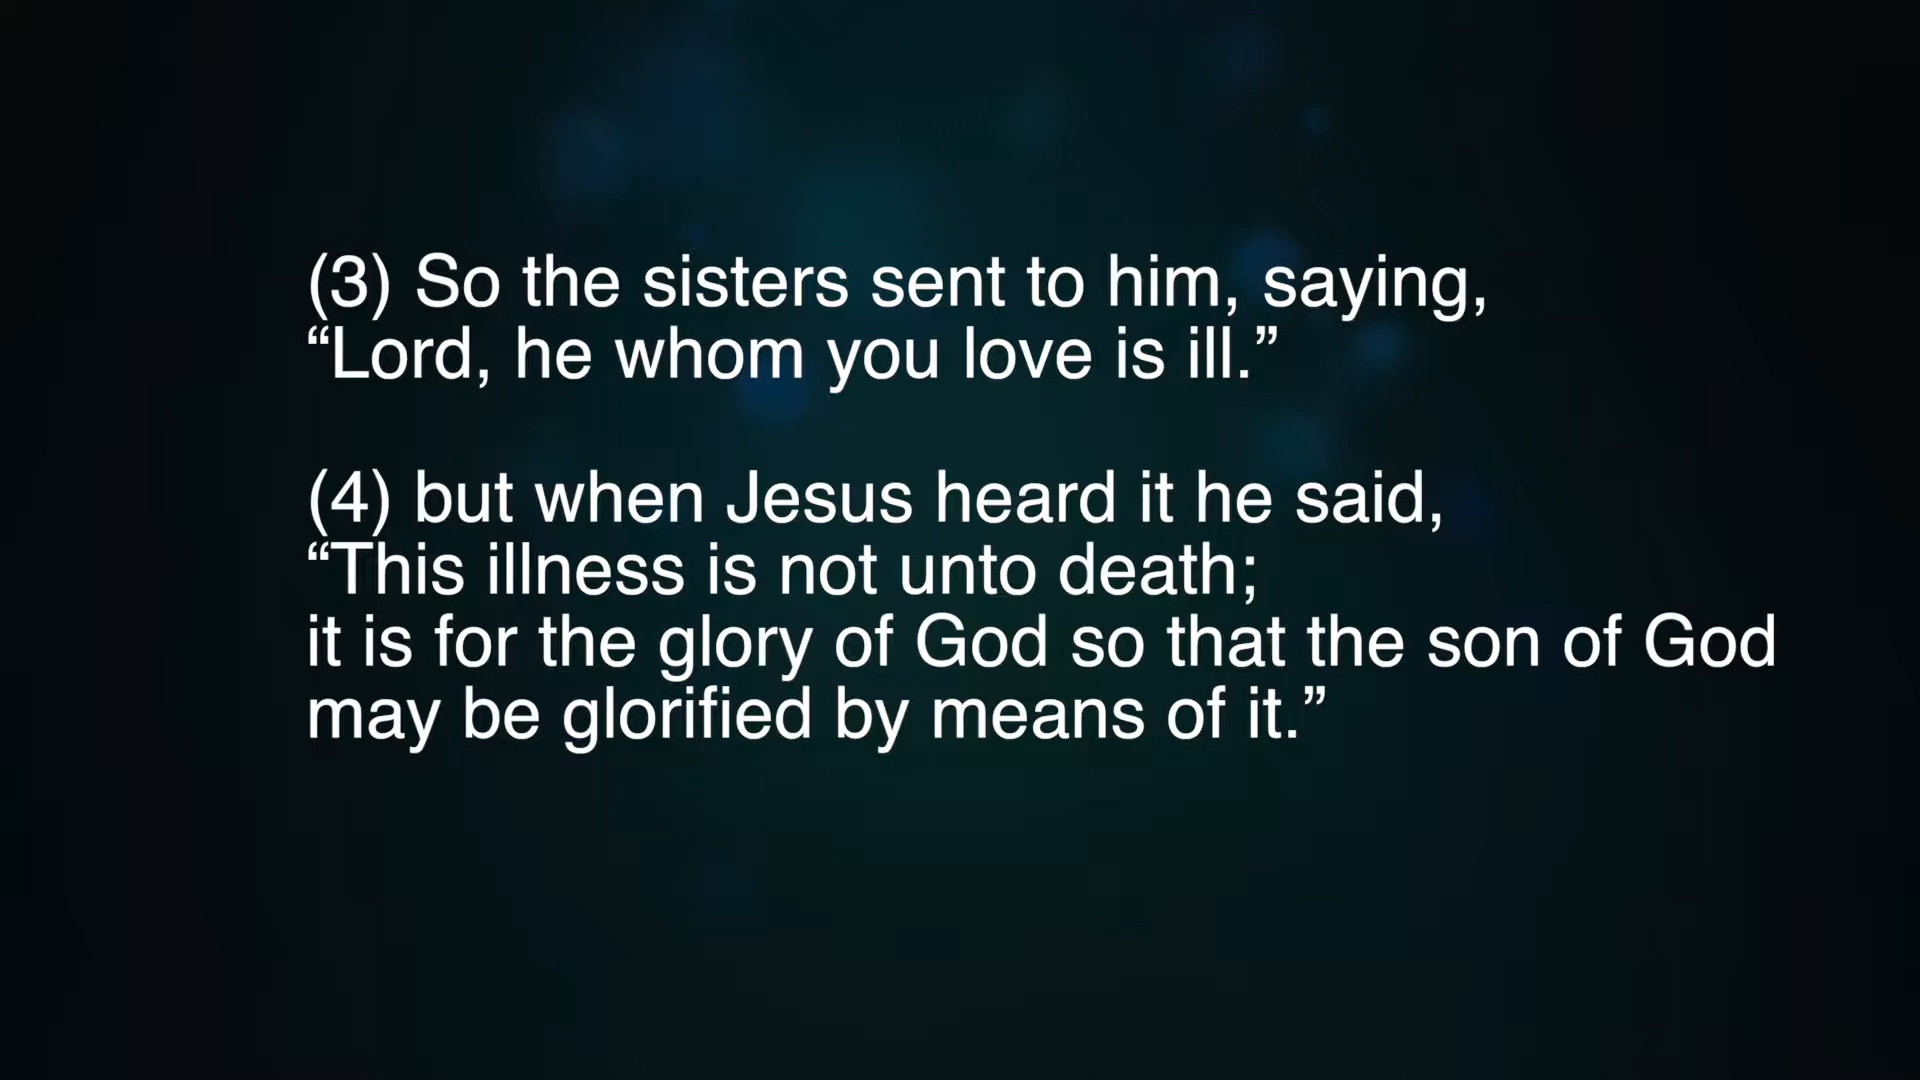 (3) So the sisters sent to him, saying,
“Lord, he whom you love is ill.”
(4) but when Jesus heard it he said,
“This illness is not unto death;
it is for the glory of God so that the son of God
may be glorified by means of it.”